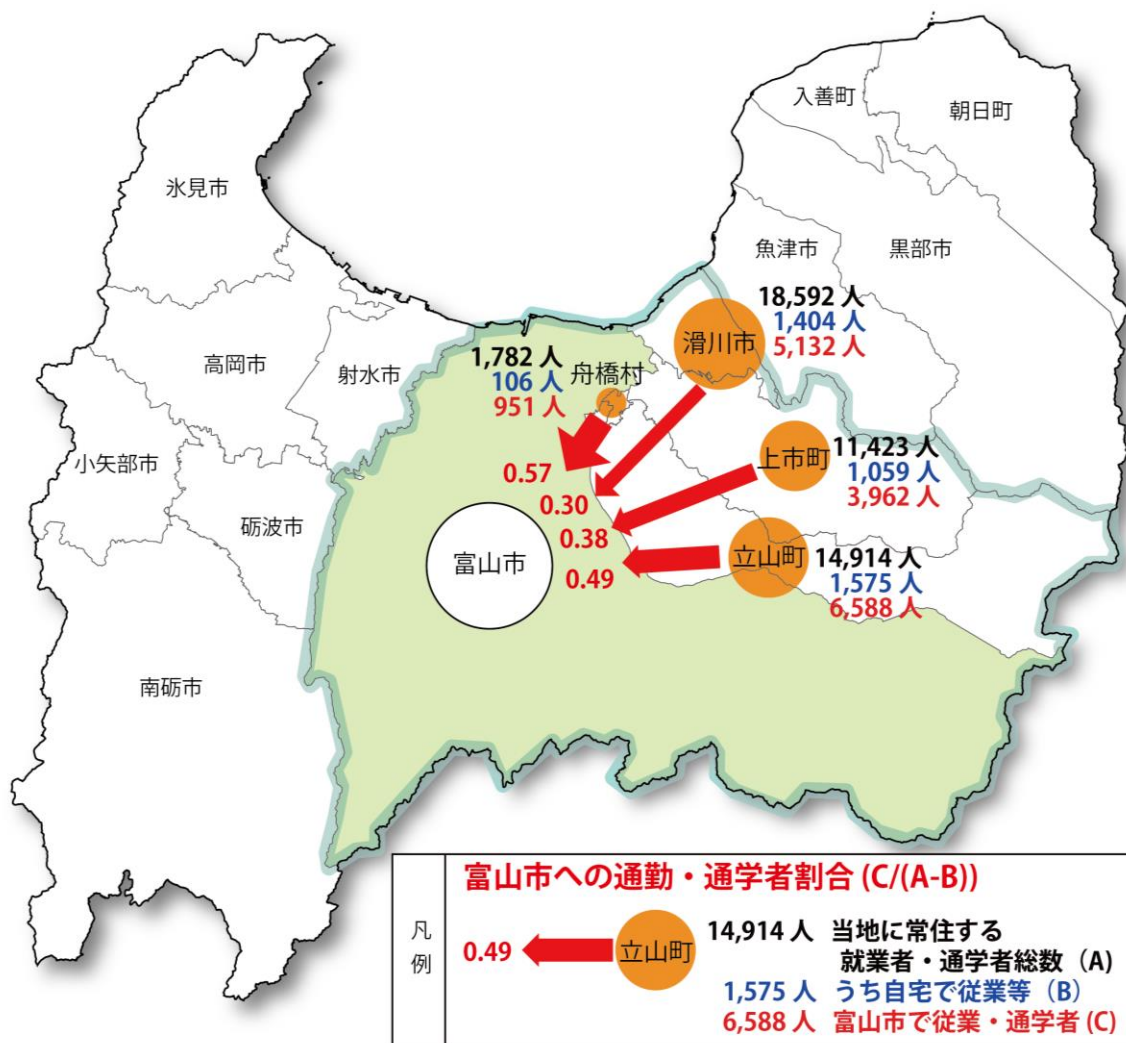 入善町
朝日町
氷見市
魚津市
黒部市
18,592 人
1,404 人
5,132 人
滑川市
高岡市
射水市
1,782 人
106 人
951 人
舟橋村
小矢部市
砺波市
上市町
11,423 人
1,059 人
3,962 人
0.57
0.30
0.38
0.49
富山市
立山町
14,914 人
1,575 人
6,588 人
南砺市
凡例
富山市への通勤・通学者割合 (C/(A-B))
0.49
立山町
14,914 人 当地に常住する
就業者・通学者総数 (A)
1,575 人 うち自宅で従業等 (B)
6,588 人 富山市で従業・通学者 (C)